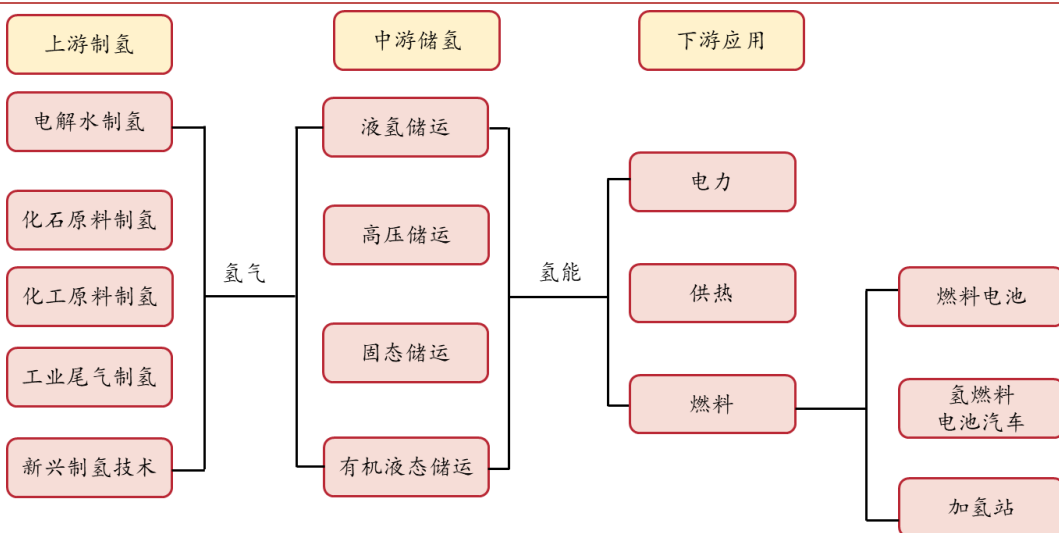 上游制氢
中游储氢
下游应用
电解水制氢
化石原料制氢
化工原料制氢
工业尾气制氢
新兴制氢技术
氢气
液氢储运
高压储运
固态储运
有机液态储运
氢能
电力
供热
燃料
燃料电池
氢燃料
电池汽车
加氢站